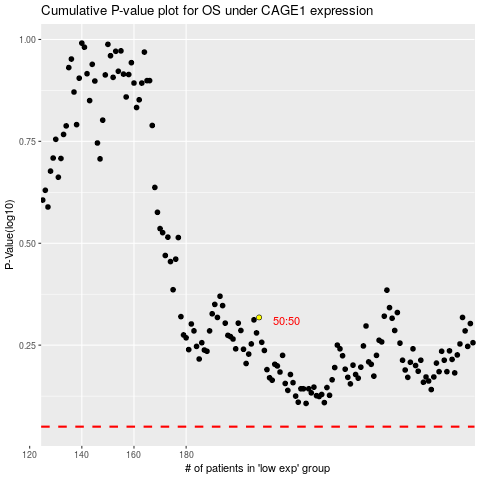 Cumulative P-value plot for OS under CAGE1 expression
1.00
0.75
0.50
0.25
P-Value(log10)
50:50
120 140 160 180
# of patients in 'low exp' group